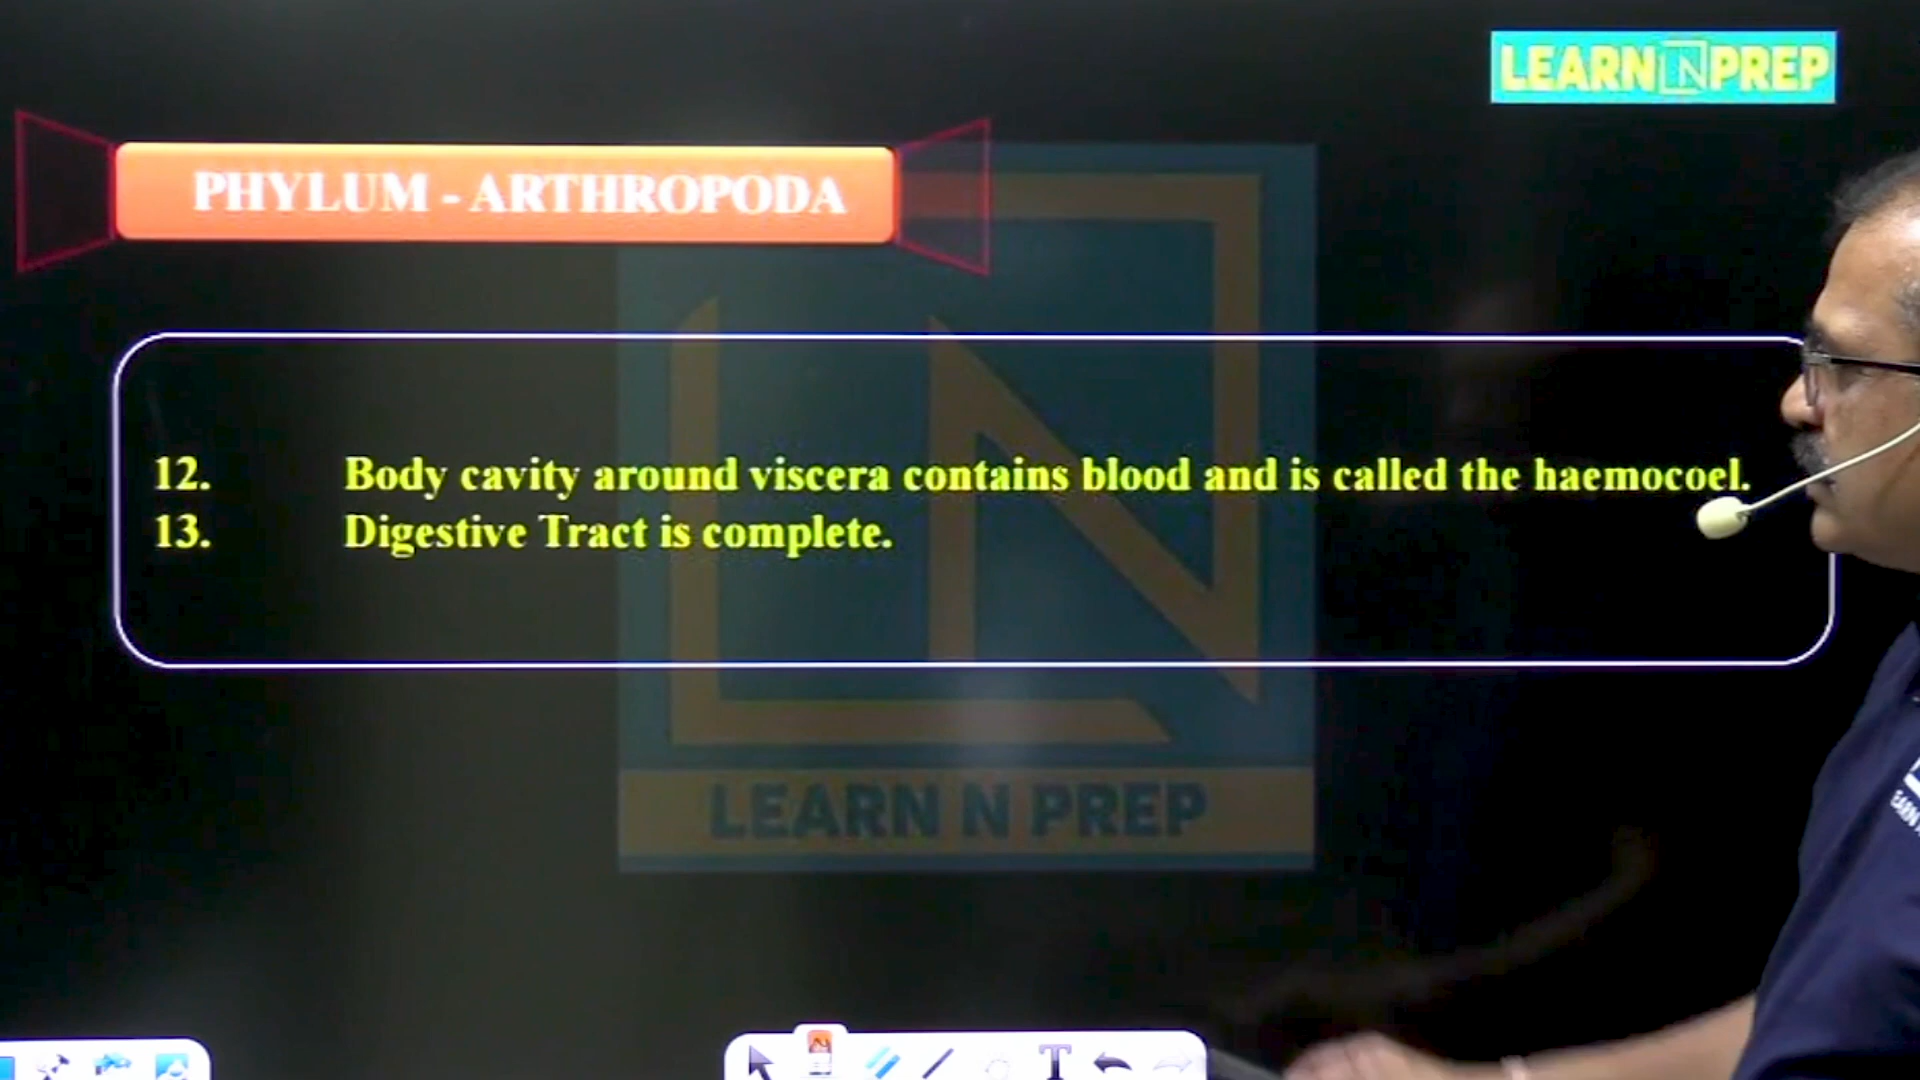 LEARN N PREP
PHYLUM - ARTHROPODA
12. Body cavity around viscera contains blood and is called the haemocoel.
13. Digestive Tract is complete.
LEARN N PREP